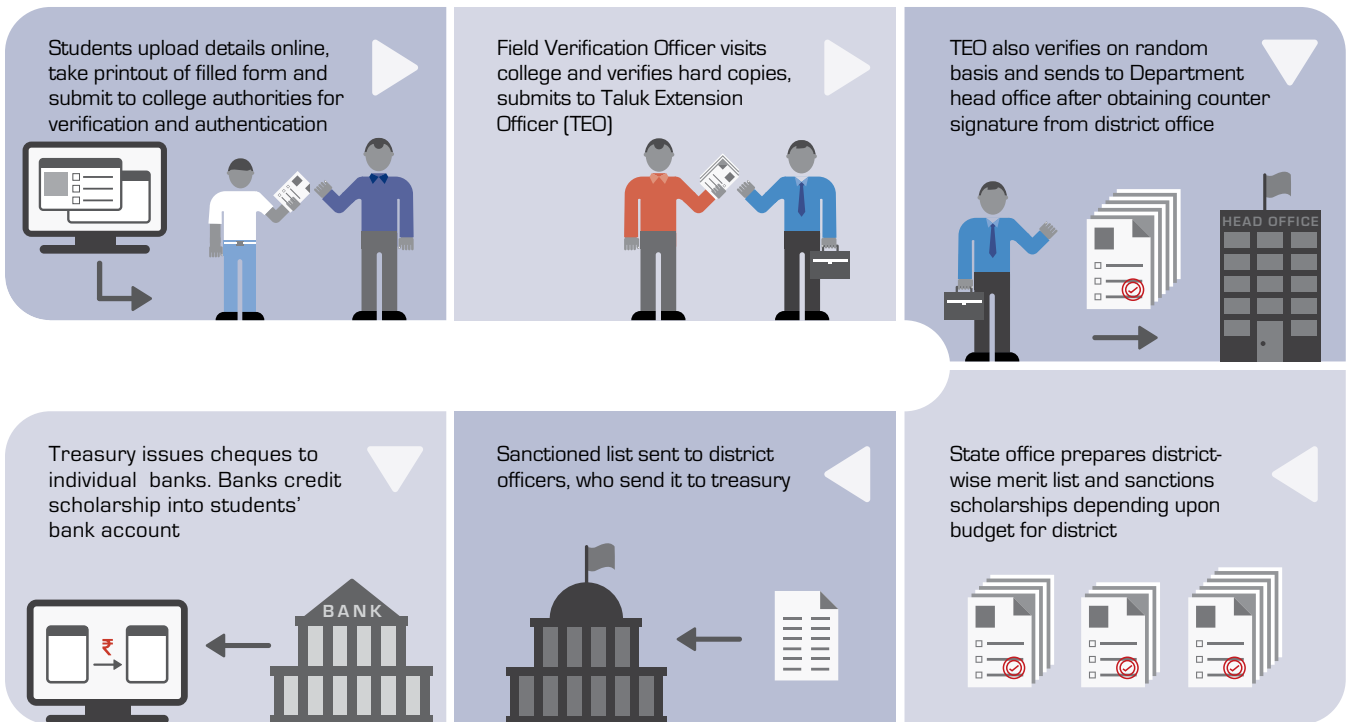 Students upload details online,
take printout of filled form and
submit to college authorities for
verification and authentication
Field Verification Officer visits
college and verifies hard copies,
submits to Taluk Extension
Officer (TEO)
TEO also verifies on random
basis and sends to Department
head office after obtaining counter
signature from district office
HEAD OFFICE
State office prepares district-
wise merit list and sanctions
scholarships depending upon
budget for district
Sanctioned list sent to district
officers, who send it to treasury
Treasury issues cheques to
individual  banks. Banks credit
scholarship into students'
bank account
BANK
₹